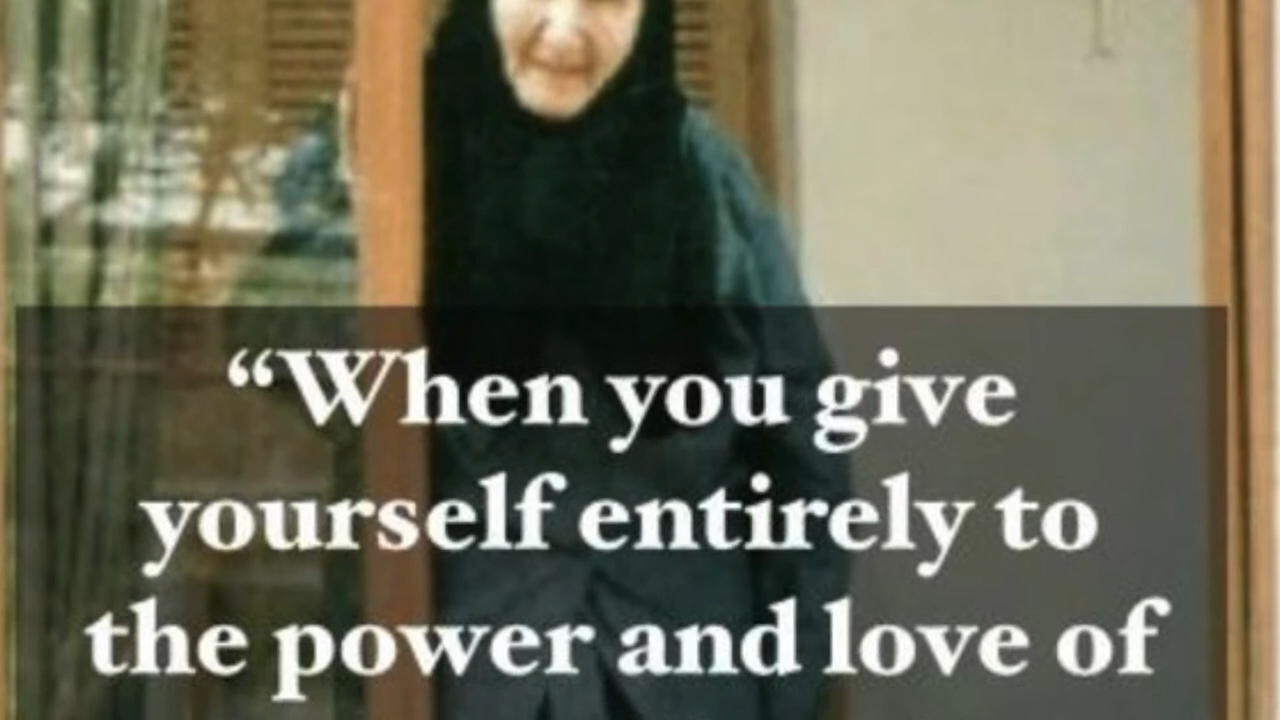 “When you give
yourself entirely to
the power and love of